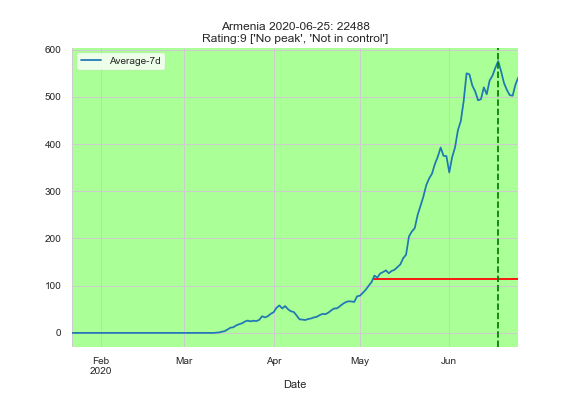 Armenia 2020-06-25: 22488
Rating:9 ['No peak', 'Not in control']
Average-7d
600
500
400
300
200
100
0
Feb
2020
Mar
Apr
May
Jun
Date